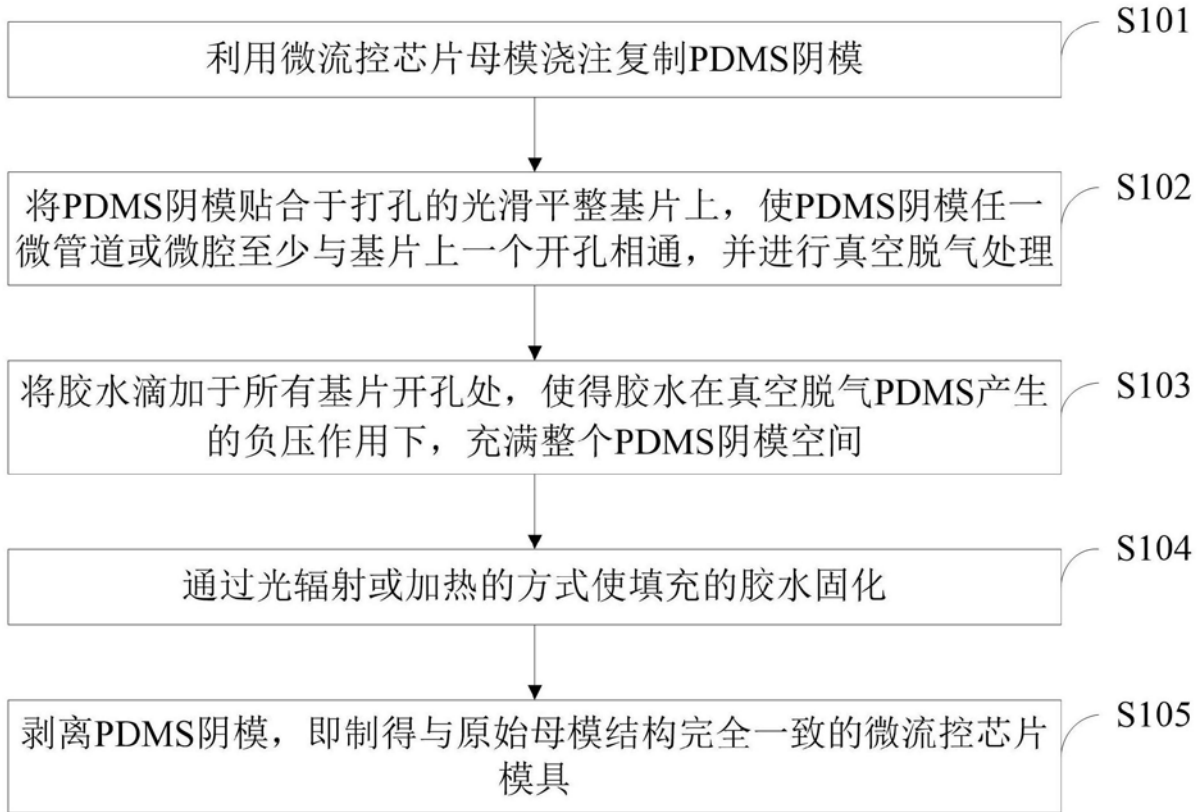 S101
利用微流控芯片母模浇注复制PDMS阴模
S102
将PDMS阴模贴合于打孔的光滑平整基片上，使PDMS阴模任一
微管道或微腔至少与基片上一个开孔相通，并进行真空脱气处理
S103
将胶水滴加于所有基片开孔处，使得胶水在真空脱气PDMS产生
的负压作用下，充满整个PDMS阴模空间
S104
通过光辐射或加热的方式使填充的胶水固化
S105
剥离PDMS阴模，即制得与原始母模结构完全一致的微流控芯片
模具